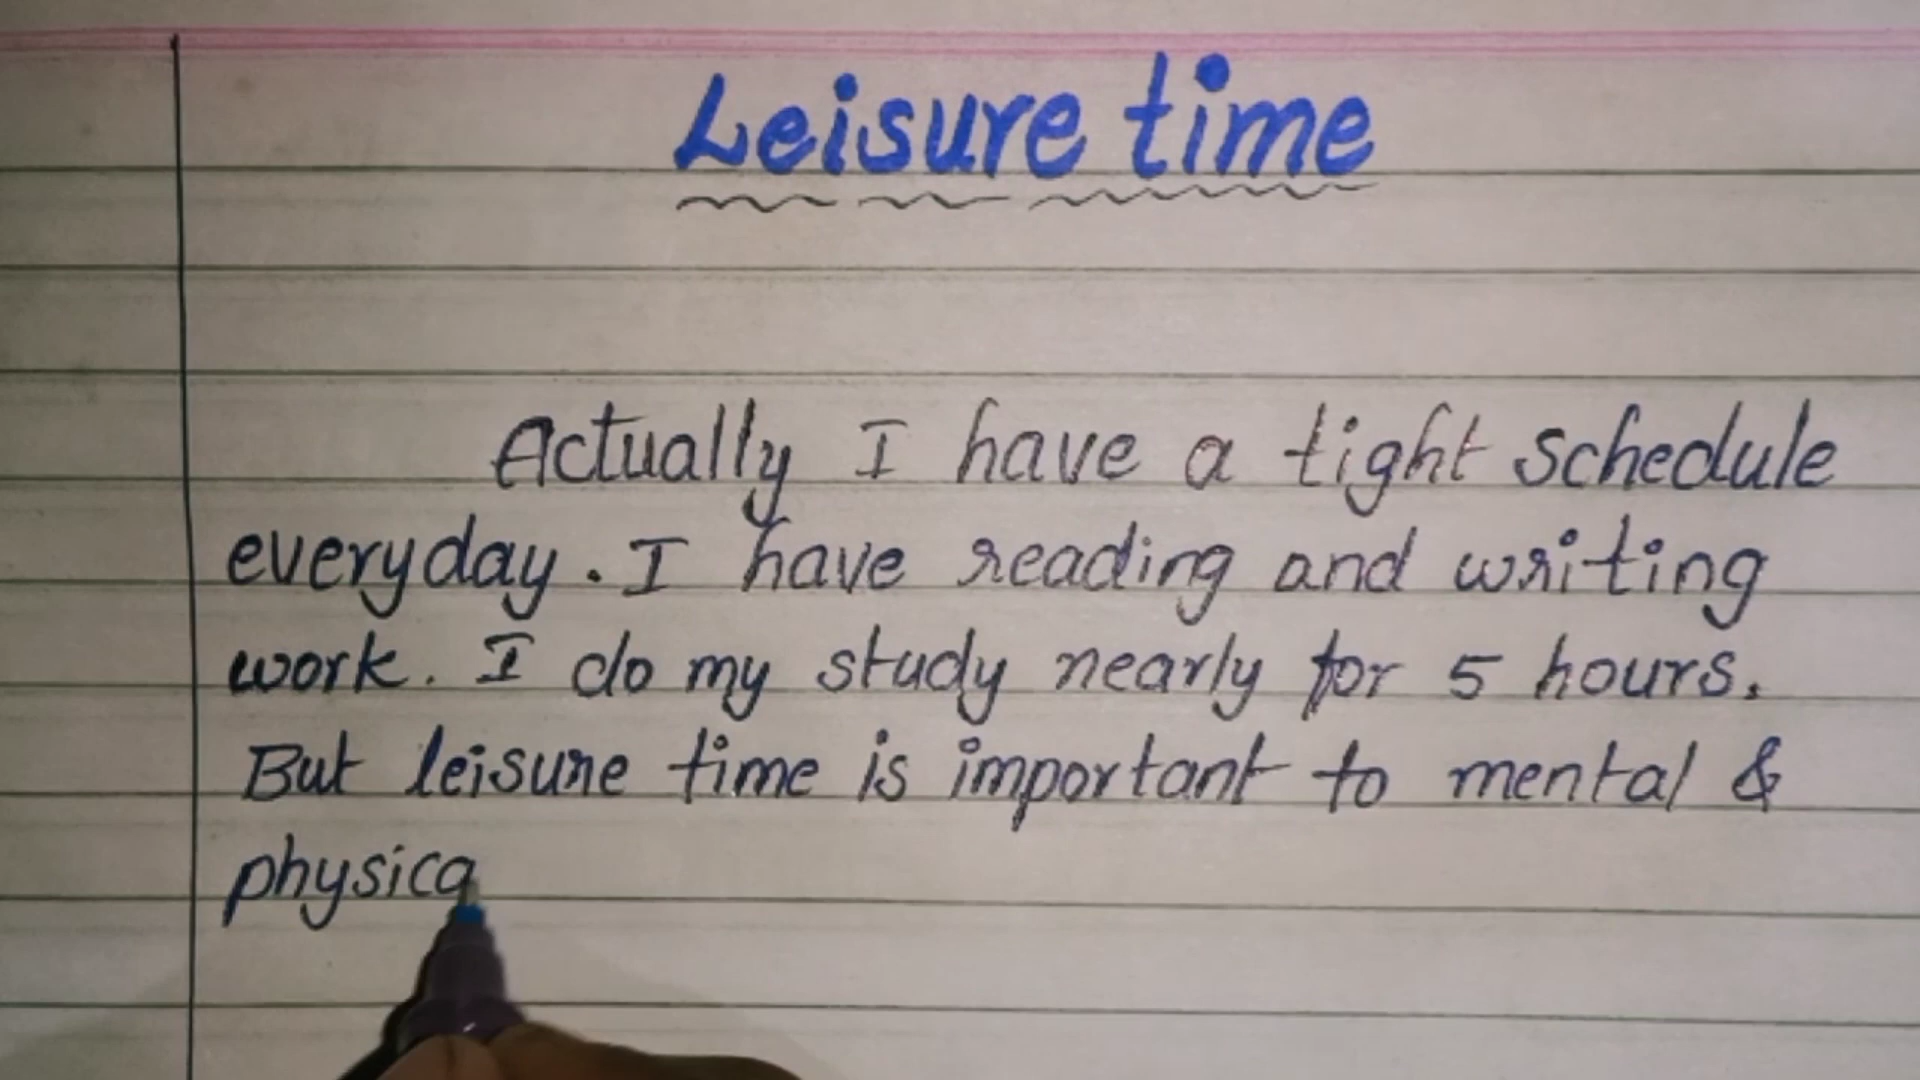 Leisure time
Actually I have a tight schedule
everyday. I have reading and writing
work. I do my study nearly for 5 hours.
But leisure time is important to mental &
physica